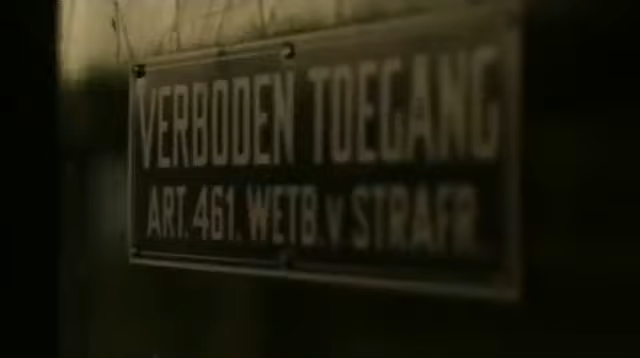 VERBODEN TOEGANG
ART. 461. WETB. v STRAFR.